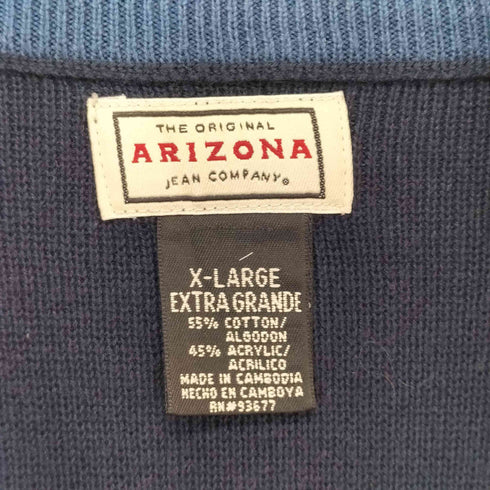 THE ORIGINAL
ARIZONA
JEAN COMPANY®
X-LARGE
EXTRA GRANDE
55% COTTON/
ALGODON
45% ACRYLIC/
ACRILICO
MADE IN CAMBODIA
HECHO EN CAMBOYA
RN#93677